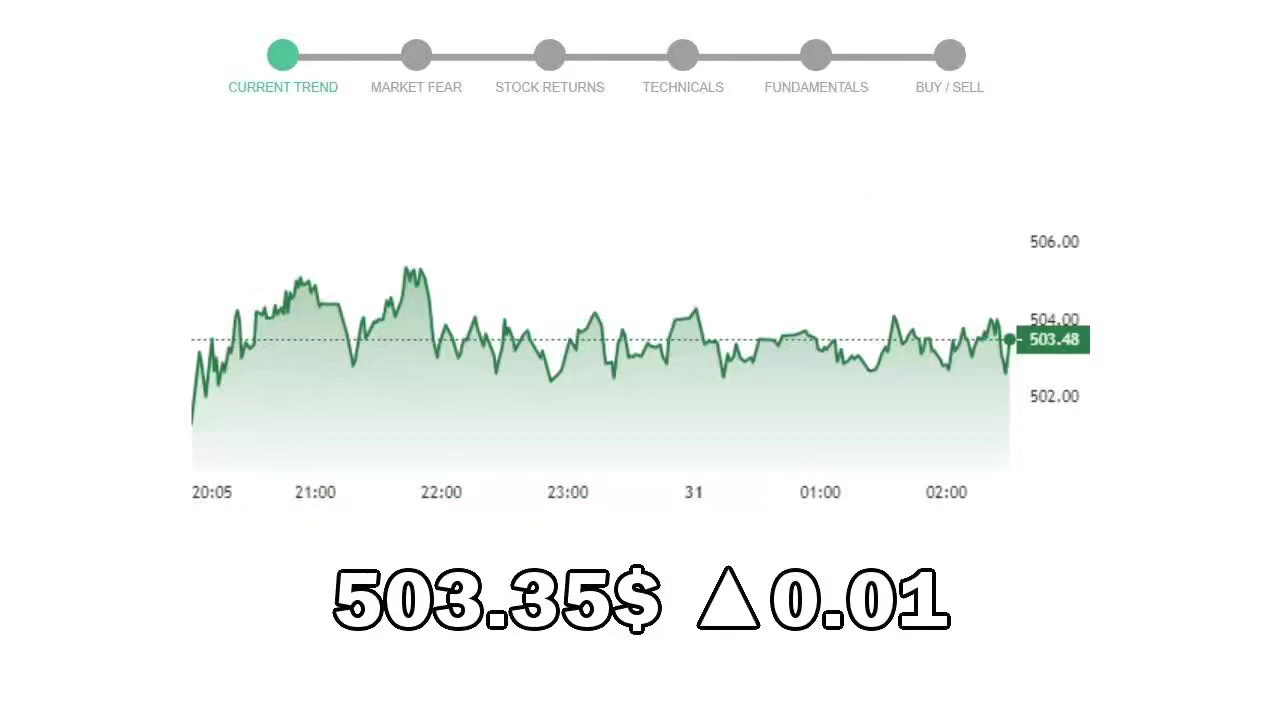 CURRENT TREND MARKET FEAR STOCK RETURNS TECHNICALS FUNDAMENTALS BUY / SELL
506.00
504.00
503.48
502.00
20:05 21:00 22:00 23:00 31 01:00 02:00
503.35$ △0.01